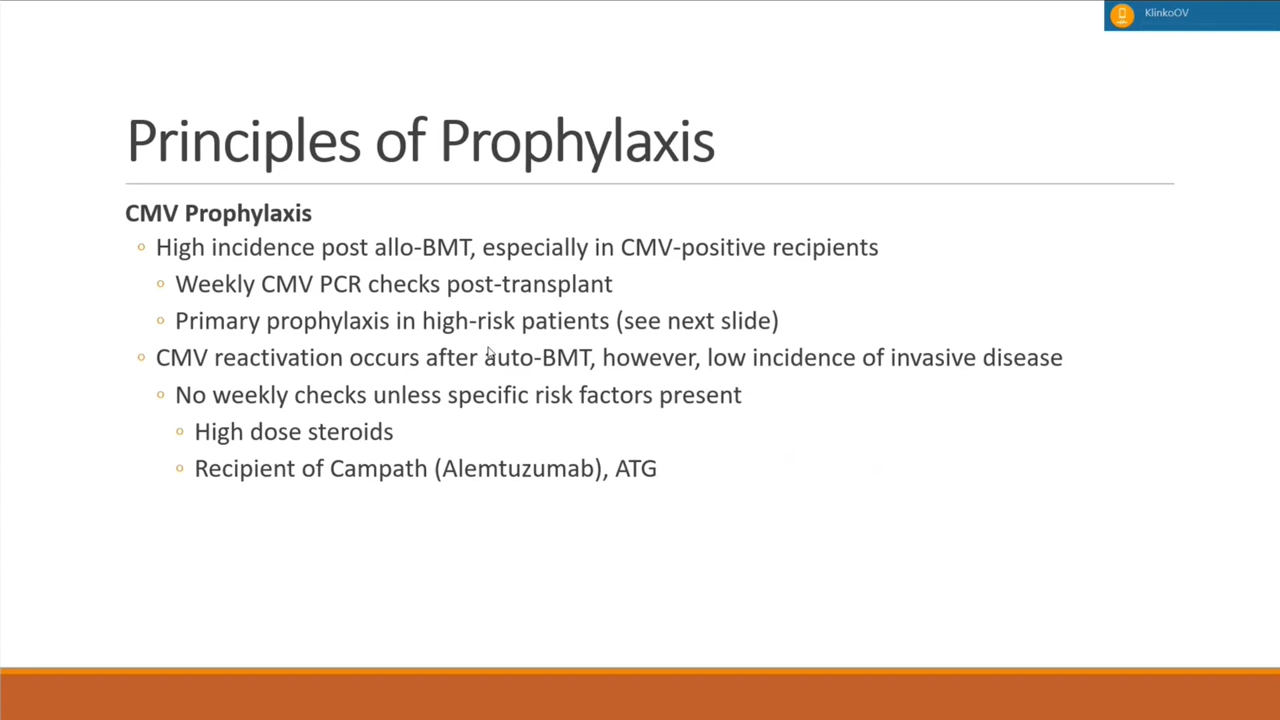 KlinkoOV
Principles of Prophylaxis
CMV Prophylaxis
High incidence post allo-BMT, especially in CMV-positive recipients
Weekly CMV PCR checks post-transplant
Primary prophylaxis in high-risk patients (see next slide)
CMV reactivation occurs after auto-BMT, however, low incidence of invasive disease
No weekly checks unless specific risk factors present
High dose steroids
Recipient of Campath (Alemtuzumab), ATG